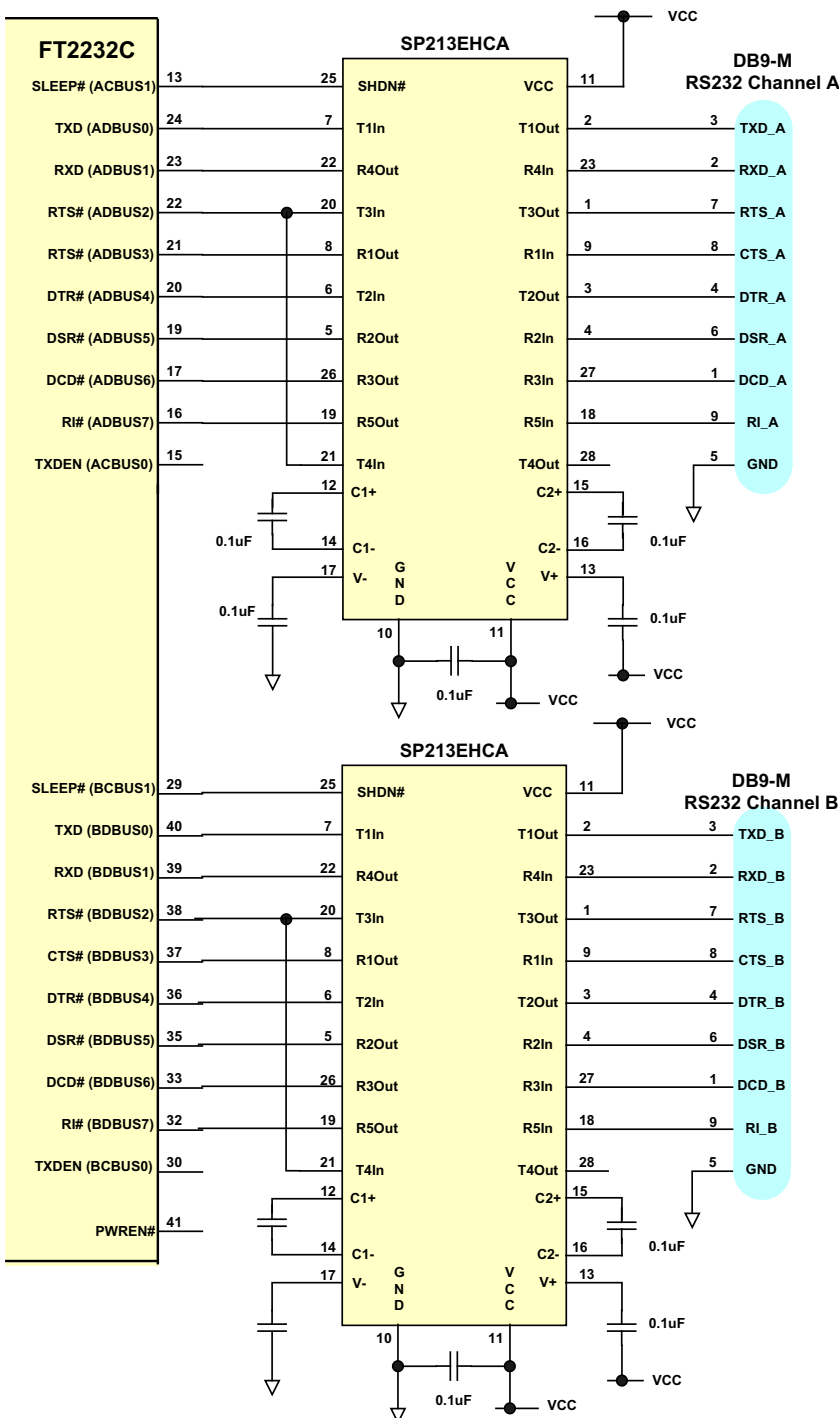 FT2232C
SP213EHCA
VCC
DB9-M
RS232 Channel A
SLEEP# (ACBUS1) 13 25 SHDN# VCC 11
TXD (ADBUS0) 24 7 T1In T1Out 2 3 TXD_A
RXD (ADBUS1) 23 22 R4Out R4In 23 2 RXD_A
RTS# (ADBUS2) 22 20 T3In T3Out 1 7 RTS_A
RTS# (ADBUS3) 21 8 R1Out R1In 9 8 CTS_A
DTR# (ADBUS4) 20 6 T2In T2Out 3 4 DTR_A
DSR# (ADBUS5) 19 5 R2Out R2In 4 6 DSR_A
DCD# (ADBUS6) 17 26 R3Out R3In 27 1 DCD_A
RI# (ADBUS7) 16 19 R5Out R5In 18 9 RI_A
TXDEN (ACBUS0) 15 21 T4In T4Out 28 5 GND
12 C1+ C2+ 15
0.1uF 0.1uF
14 C1- C2- 16
17 V- GND VCC V+ 13
0.1uF 0.1uF
10 11
0.1uF VCC VCC
VCC
SP213EHCA
DB9-M
RS232 Channel B
SLEEP# (BCBUS1) 29 25 SHDN# VCC 11
TXD (BDBUS0) 40 7 T1In T1Out 2 3 TXD_B
RXD (BDBUS1) 39 22 R4Out R4In 23 2 RXD_B
RTS# (BDBUS2) 38 20 T3In T3Out 1 7 RTS_B
CTS# (BDBUS3) 37 8 R1Out R1In 9 8 CTS_B
DTR# (BDBUS4) 36 6 T2In T2Out 3 4 DTR_B
DSR# (BDBUS5) 35 5 R2Out R2In 4 6 DSR_B
DCD# (BDBUS6) 33 26 R3Out R3In 27 1 DCD_B
RI# (BDBUS7) 32 19 R5Out R5In 18 9 RI_B
TXDEN (BCBUS0) 30 21 T4In T4Out 28 5 GND
12 C1+ C2+ 15
PWREN# 41
0.1uF
14 C1- C2- 16
17 V- GND VCC V+ 13
0.1uF
10 11
0.1uF VCC VCC